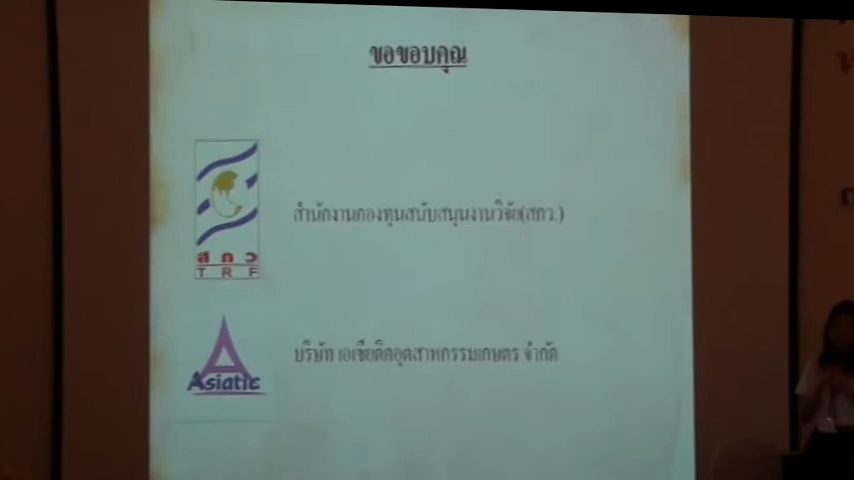 ขอขอบคุณ
ส ก ว
T R F
สำนักงานกองทุนสนับสนุนงานวิจัย(สกว.)
Asiatic
บริษัท เอเชียติคอุตสาหกรรมเกษตร จำกัด